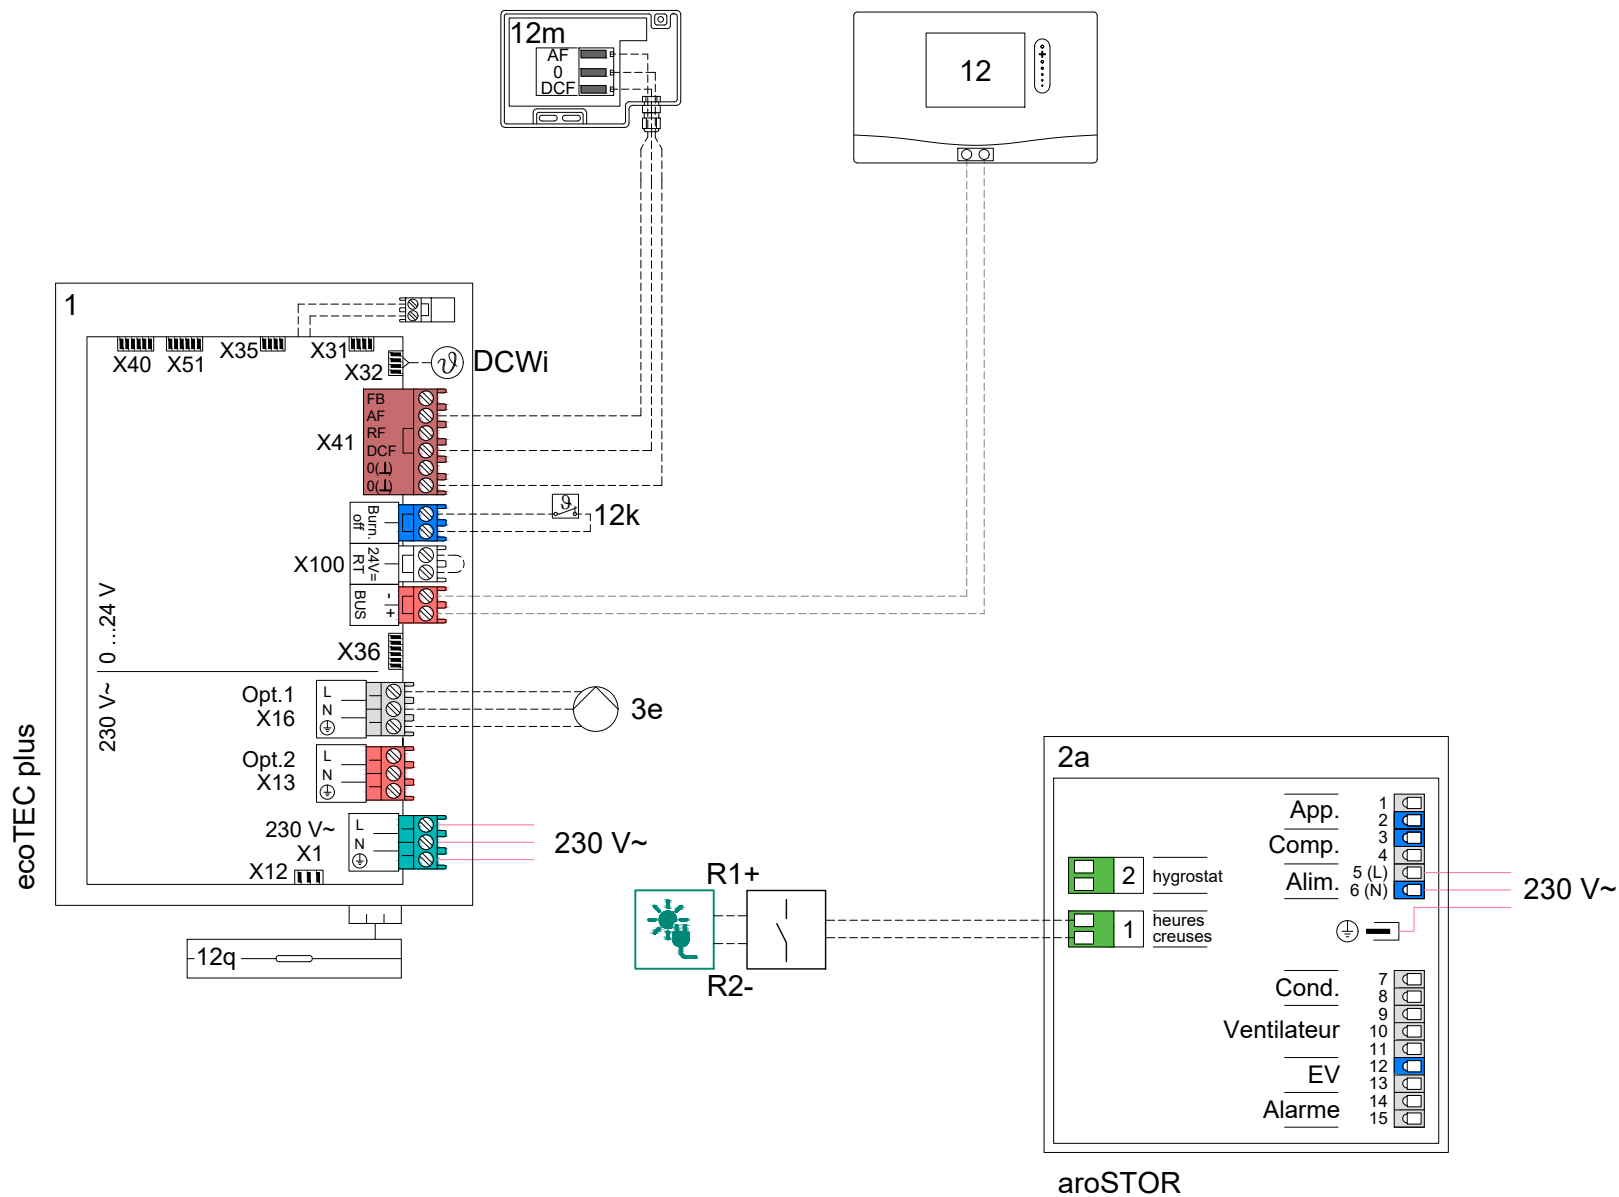 12m
AF
0
DCF
12
1
X40
X51
X35
X31
X32
DCWi
FB
AF
RF
DCF
0(⊥)
0(⊥)
X41
Burn.
off
12k
24V=
RT
X100
BUS
-
+
X36
0 ...24 V
230 V~
Opt.1
X16
L
N
3e
Opt.2
X13
L
N
230 V~
X1
L
N
230 V~
X12
12q
ecoTEC plus
R1+
R2-
2a
2
hygrostat
1
heures
creuses
App.
1
2
Comp.
3
4
Alim.
5 (L)
6 (N)
230 V~
Cond.
7
8
Ventilateur
9
10
11
EV
12
13
Alarme
14
15
aroSTOR